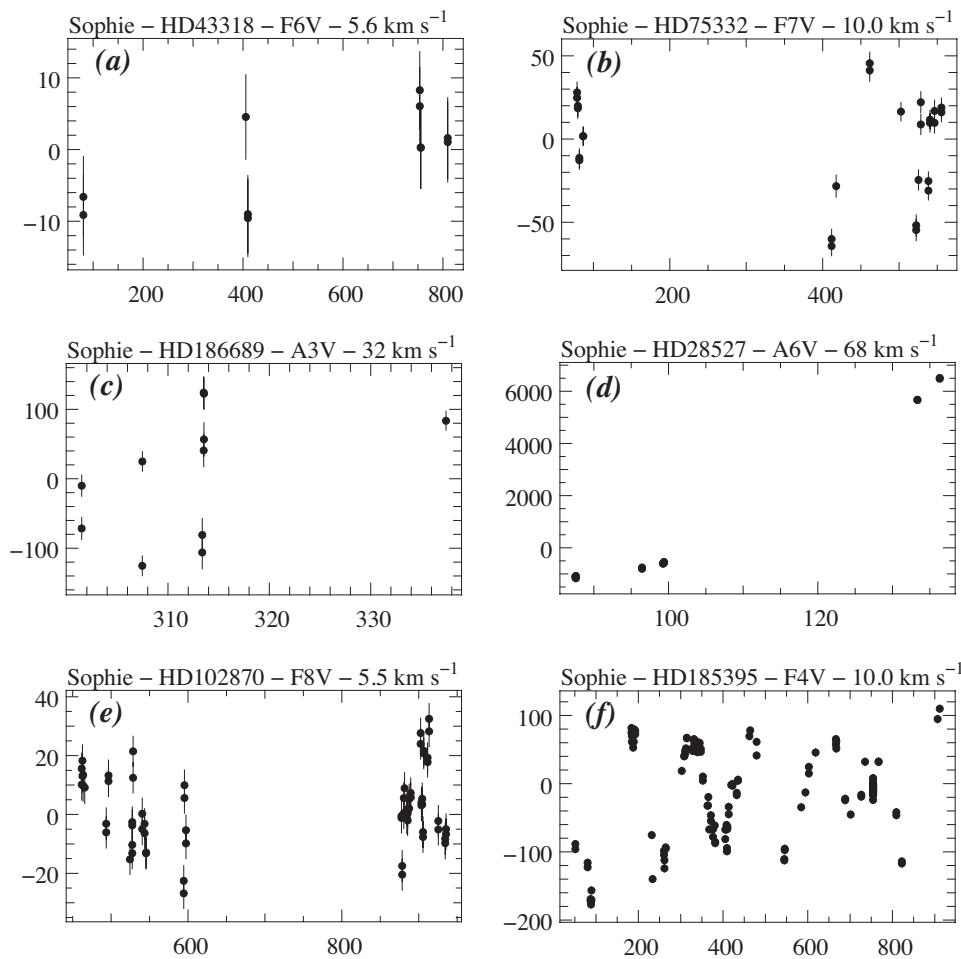 Sophie – HD43318 – F6V – 5.6 km s⁻¹
(a)
10
0
−10
200 400 600 800
Sophie – HD75332 – F7V – 10.0 km s⁻¹
(b)
50
0
−50
200 400
Sophie – HD186689 – A3V – 32 km s⁻¹
(c)
100
0
−100
310 320 330
Sophie – HD28527 – A6V – 68 km s⁻¹
(d)
6000
4000
2000
0
100 120
Sophie – HD102870 – F8V – 5.5 km s⁻¹
(e)
40
20
0
−20
600 800
Sophie – HD185395 – F4V – 10.0 km s⁻¹
(f)
100
0
−100
−200
200 400 600 800